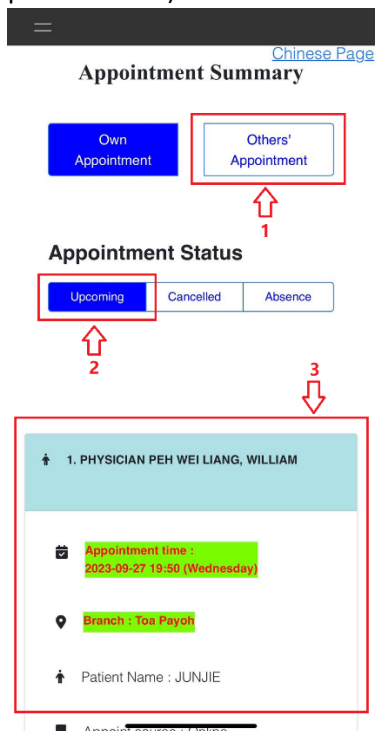 Chinese Page
Appointment Summary
Own
Appointment
Others'
Appointment
1
Appointment Status
Upcoming
Cancelled
Absence
2
3
1. PHYSICIAN PEH WEI LIANG, WILLIAM
Appointment time :
2023-09-27 19:50 (Wednesday)
Branch : Toa Payoh
Patient Name : JUNJIE